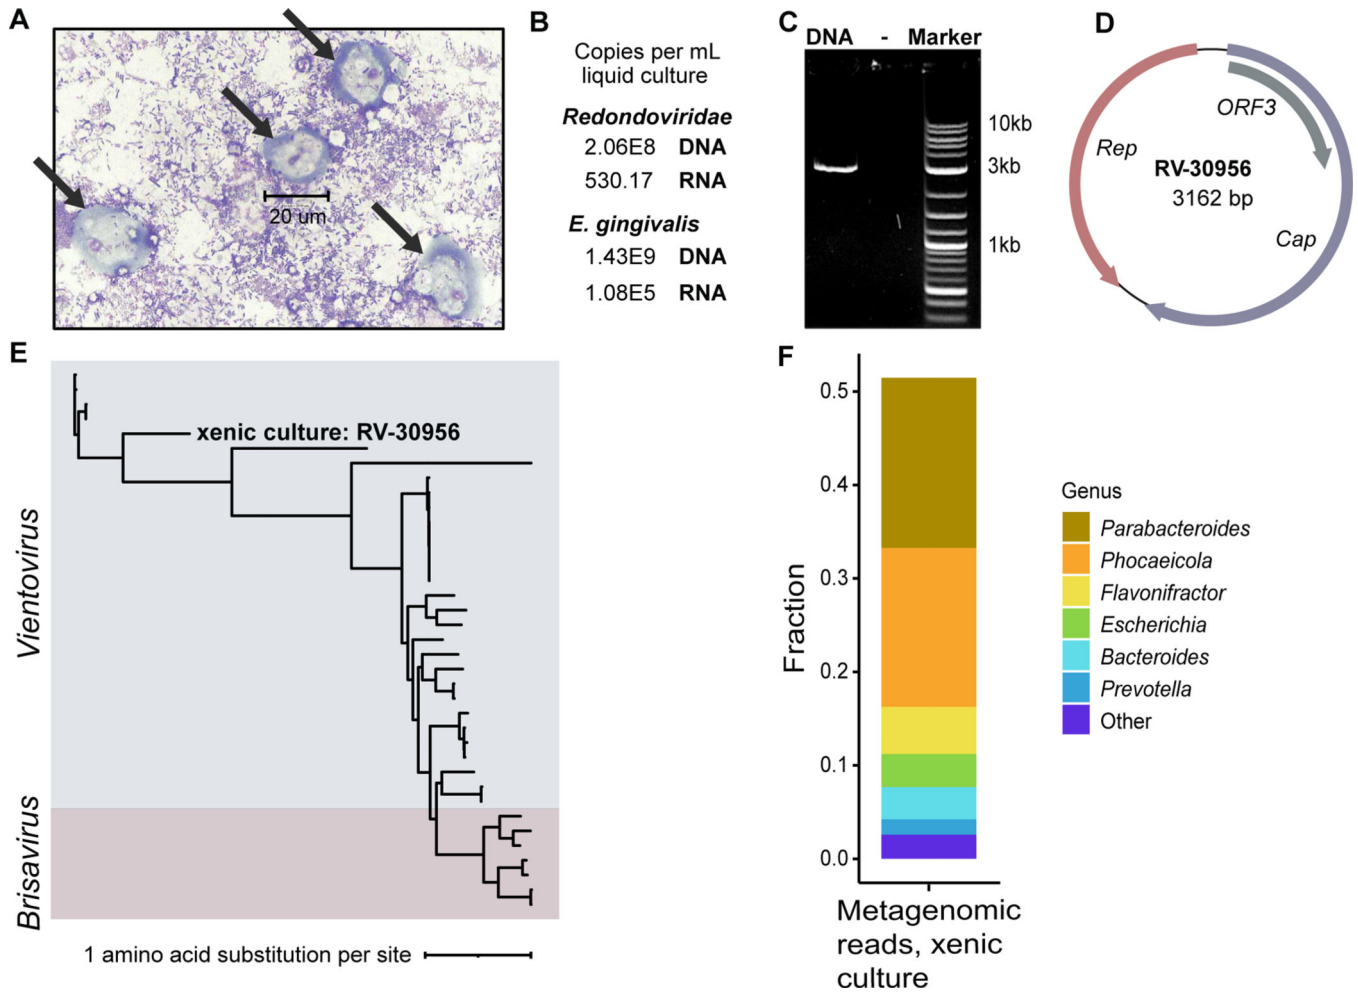 A
20 um
B
Copies per mL
liquid culture
Redondoviridae
2.06E8 DNA
530.17 RNA
E. gingivalis
1.43E9 DNA
1.08E5 RNA
C
DNA - Marker
10kb
3kb
1kb
D
ORF3
Rep
RV-30956
3162 bp
Cap
E
xenic culture: RV-30956
Vientovirus
Brisavirus
1 amino acid substitution per site
F
Fraction
0.5
0.4
0.3
0.2
0.1
0.0
Metagenomic
reads, xenic
culture
Genus
Parabacteroides
Phocaeicola
Flavonifractor
Escherichia
Bacteroides
Prevotella
Other